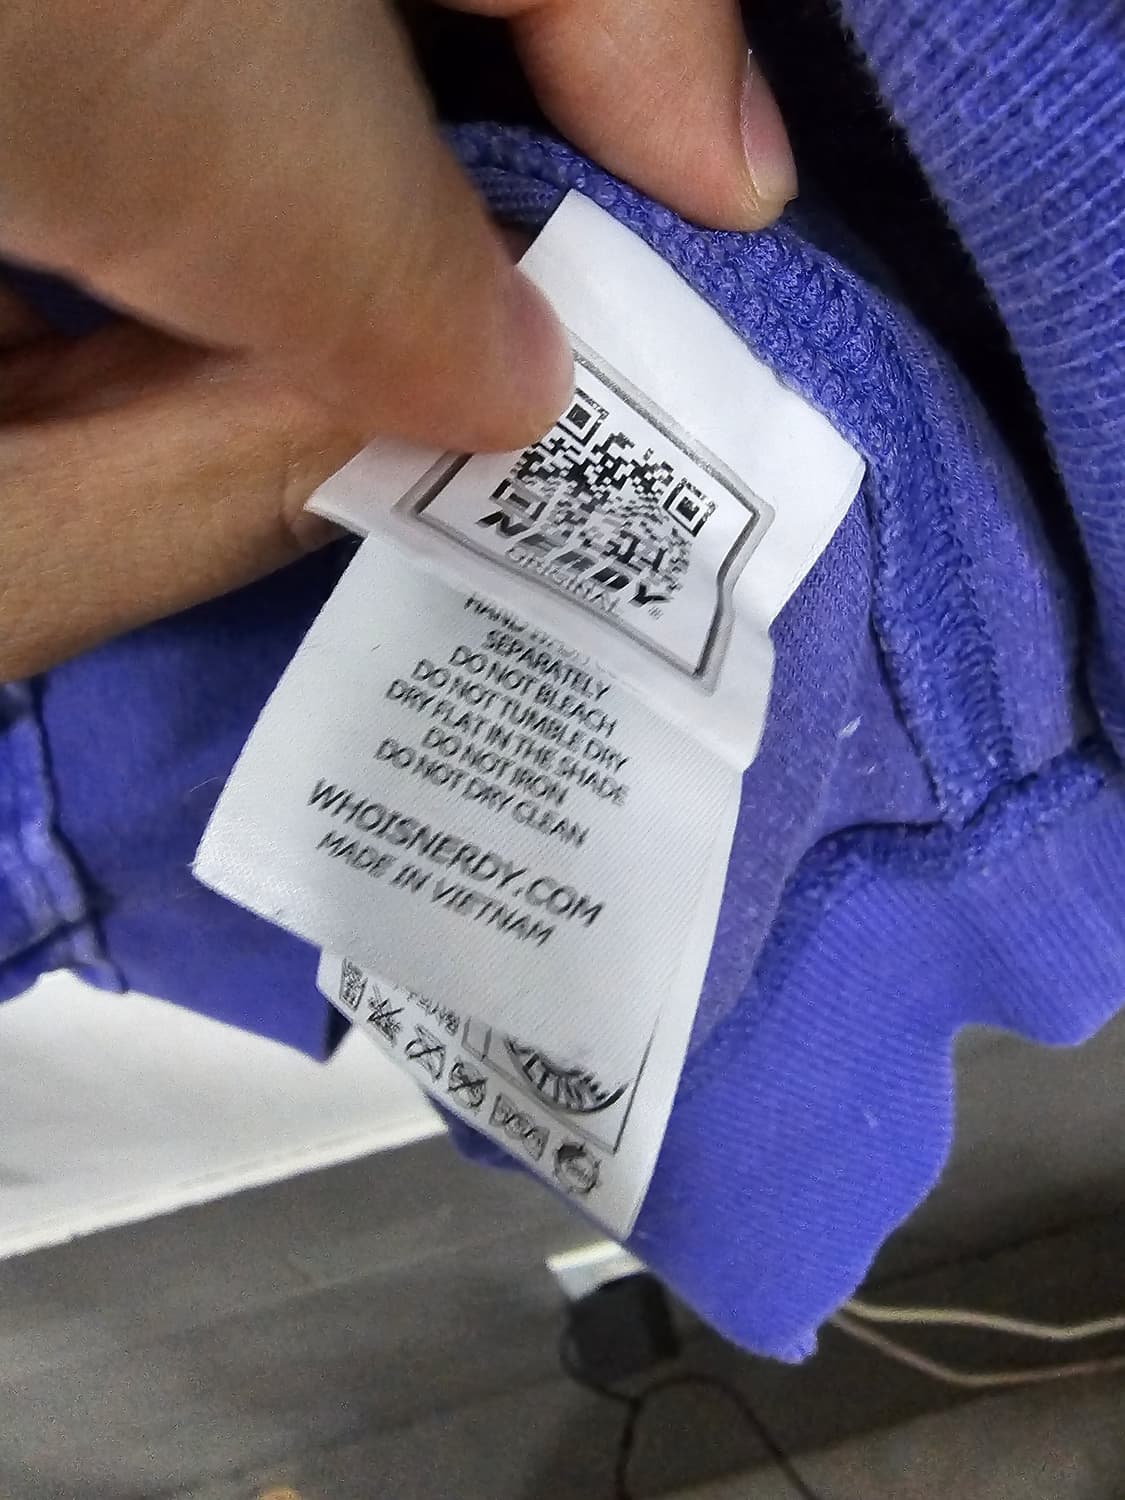 NERDY
ORIGINAL
HAND
SEPARATELY
DO NOT BLEACH
DO NOT TUMBLE DRY
DRY FLAT IN THE SHADE
DO NOT IRON
DO NOT DRY CLEAN
WHOISNERDY.COM
MADE IN VIETNAM